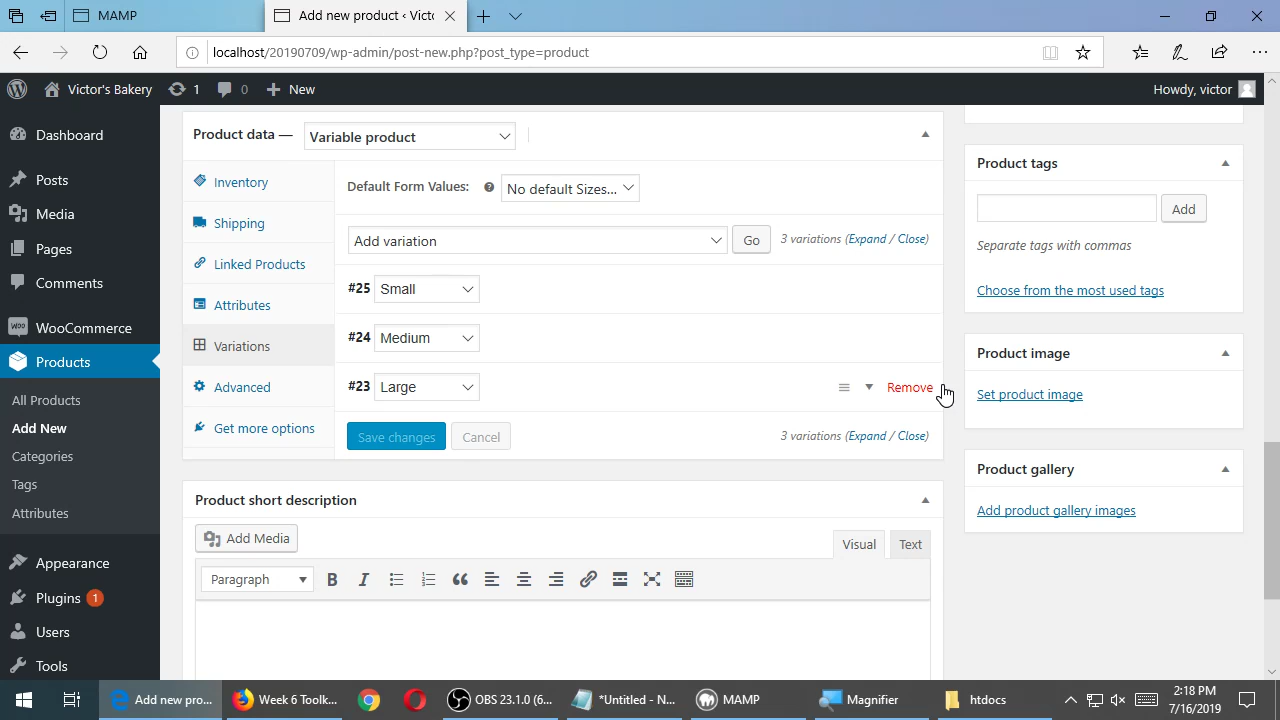 MAMP
Add new product ‹ Victo
localhost/20190709/wp-admin/post-new.php?post_type=product
Victor's Bakery
1
0
New
Howdy, victor
Dashboard
Posts
Media
Pages
Comments
WooCommerce
Products
All Products
Add New
Categories
Tags
Attributes
Appearance
Plugins 1
Users
Tools
Product data —
Variable product
Inventory
Shipping
Linked Products
Attributes
Variations
Advanced
Get more options
Default Form Values:
No default Sizes...
Add variation
Go
3 variations (Expand / Close)
#25 Small
#24 Medium
#23 Large
Remove
Save changes
Cancel
3 variations (Expand / Close)
Product short description
Add Media
Visual
Text
Paragraph
B
I
Product tags
Add
Separate tags with commas
Choose from the most used tags
Product image
Set product image
Product gallery
Add product gallery images
Add new pro...
Week 6 Toolk...
OBS 23.1.0 (6...
*Untitled - N...
MAMP
Magnifier
htdocs
2:18 PM
7/16/2019